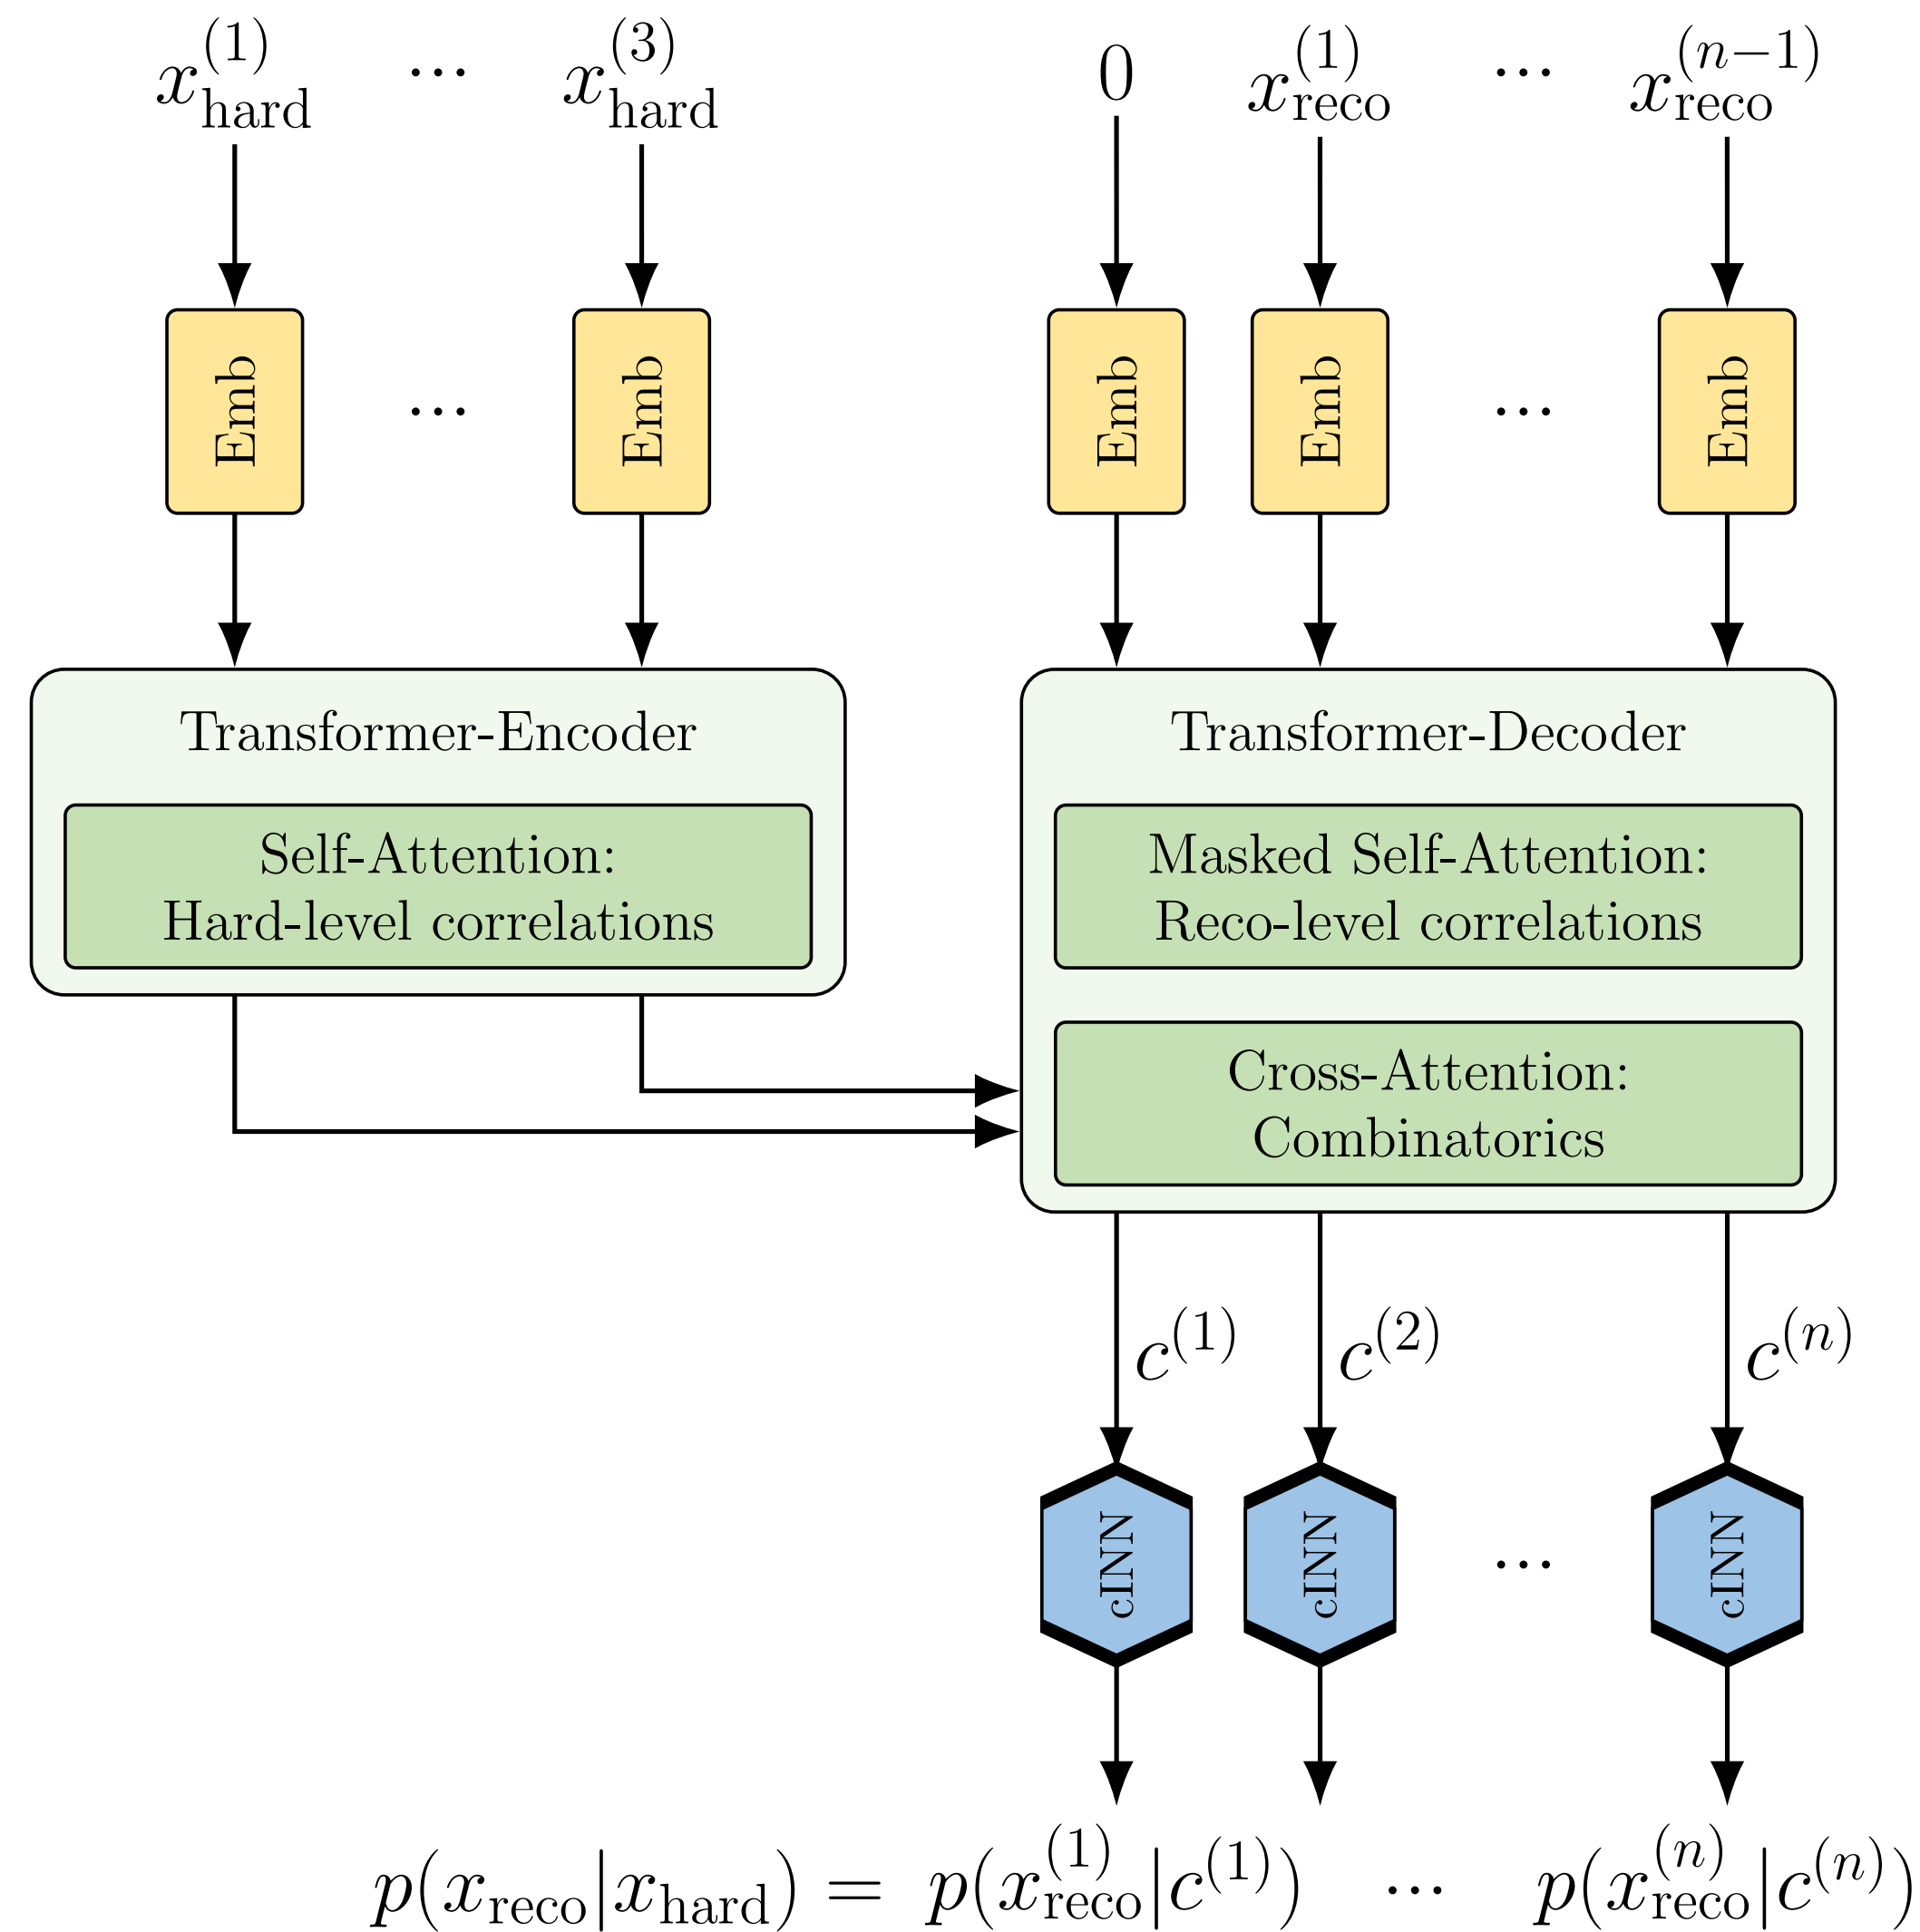 x_hard^(1) ··· x_hard^(3) 0 x_reco^(1) ··· x_reco^(n−1)
Emb ··· Emb Emb Emb ··· Emb
Transformer-Encoder
Self-Attention:
Hard-level correlations
Transformer-Decoder
Masked Self-Attention:
Reco-level correlations
Cross-Attention:
Combinatorics
c^(1) c^(2) c^(n)
cINN cINN ··· cINN
p(x_reco|x_hard) = p(x_reco^(1)|c^(1)) ··· p(x_reco^(n)|c^(n))